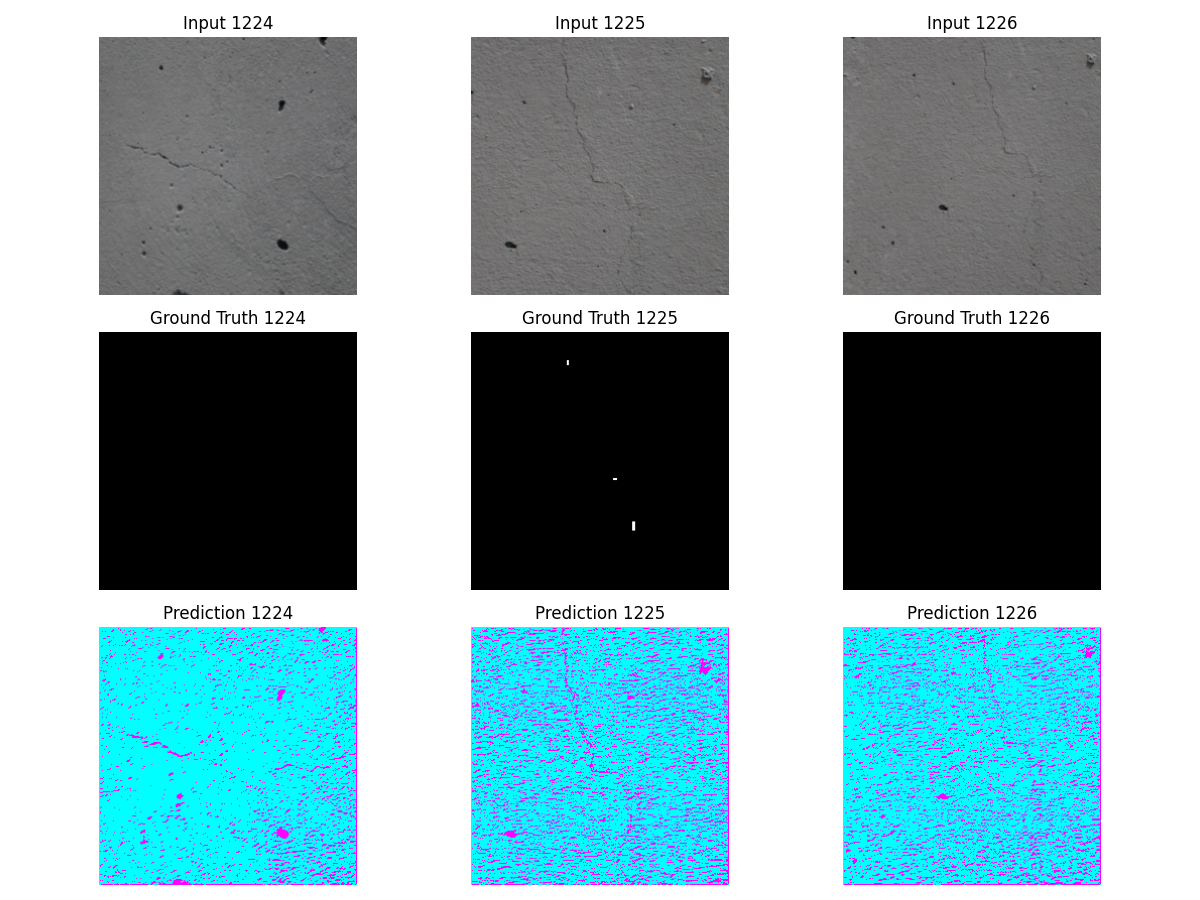 Input 1224
Input 1225
Input 1226
Ground Truth 1224
Ground Truth 1225
Ground Truth 1226
Prediction 1224
Prediction 1225
Prediction 1226